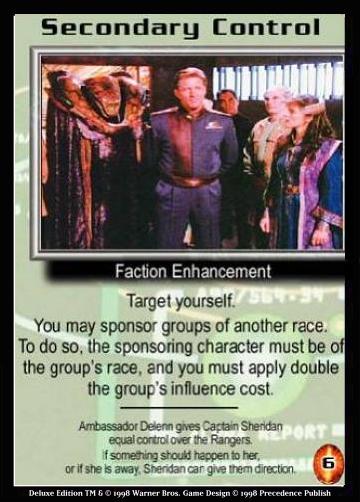 Secondary Control
Faction Enhancement
Target yourself.
You may sponsor groups of another race.
To do so, the sponsoring character must be of
the group's race, and you must apply double
the group's influence cost.
Ambassador Delenn gives Captain Sheridan
equal control over the Rangers.
If something should happen to her,
or if she is away, Sheridan can give them direction.
REPORT
6
Deluxe Edition TM & © 1998 Warner Bros. Game Design © 1998 Precedence Publish